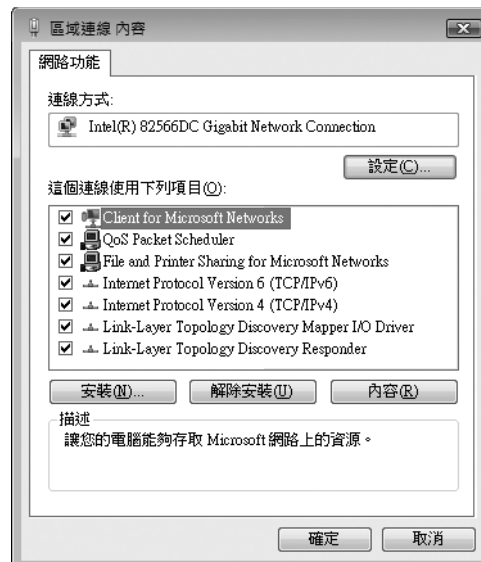 區域連線 內容
網路功能
連線方式:
Intel(R) 82566DC Gigabit Network Connection
設定(C)...
這個連線使用下列項目(O):
Client for Microsoft Networks
QoS Packet Scheduler
File and Printer Sharing for Microsoft Networks
Internet Protocol Version 6 (TCP/IPv6)
Internet Protocol Version 4 (TCP/IPv4)
Link-Layer Topology Discovery Mapper I/O Driver
Link-Layer Topology Discovery Responder
安裝(N)... 解除安裝(U) 內容(R)
描述
讓您的電腦能夠存取 Microsoft 網路上的資源。
確定 取消